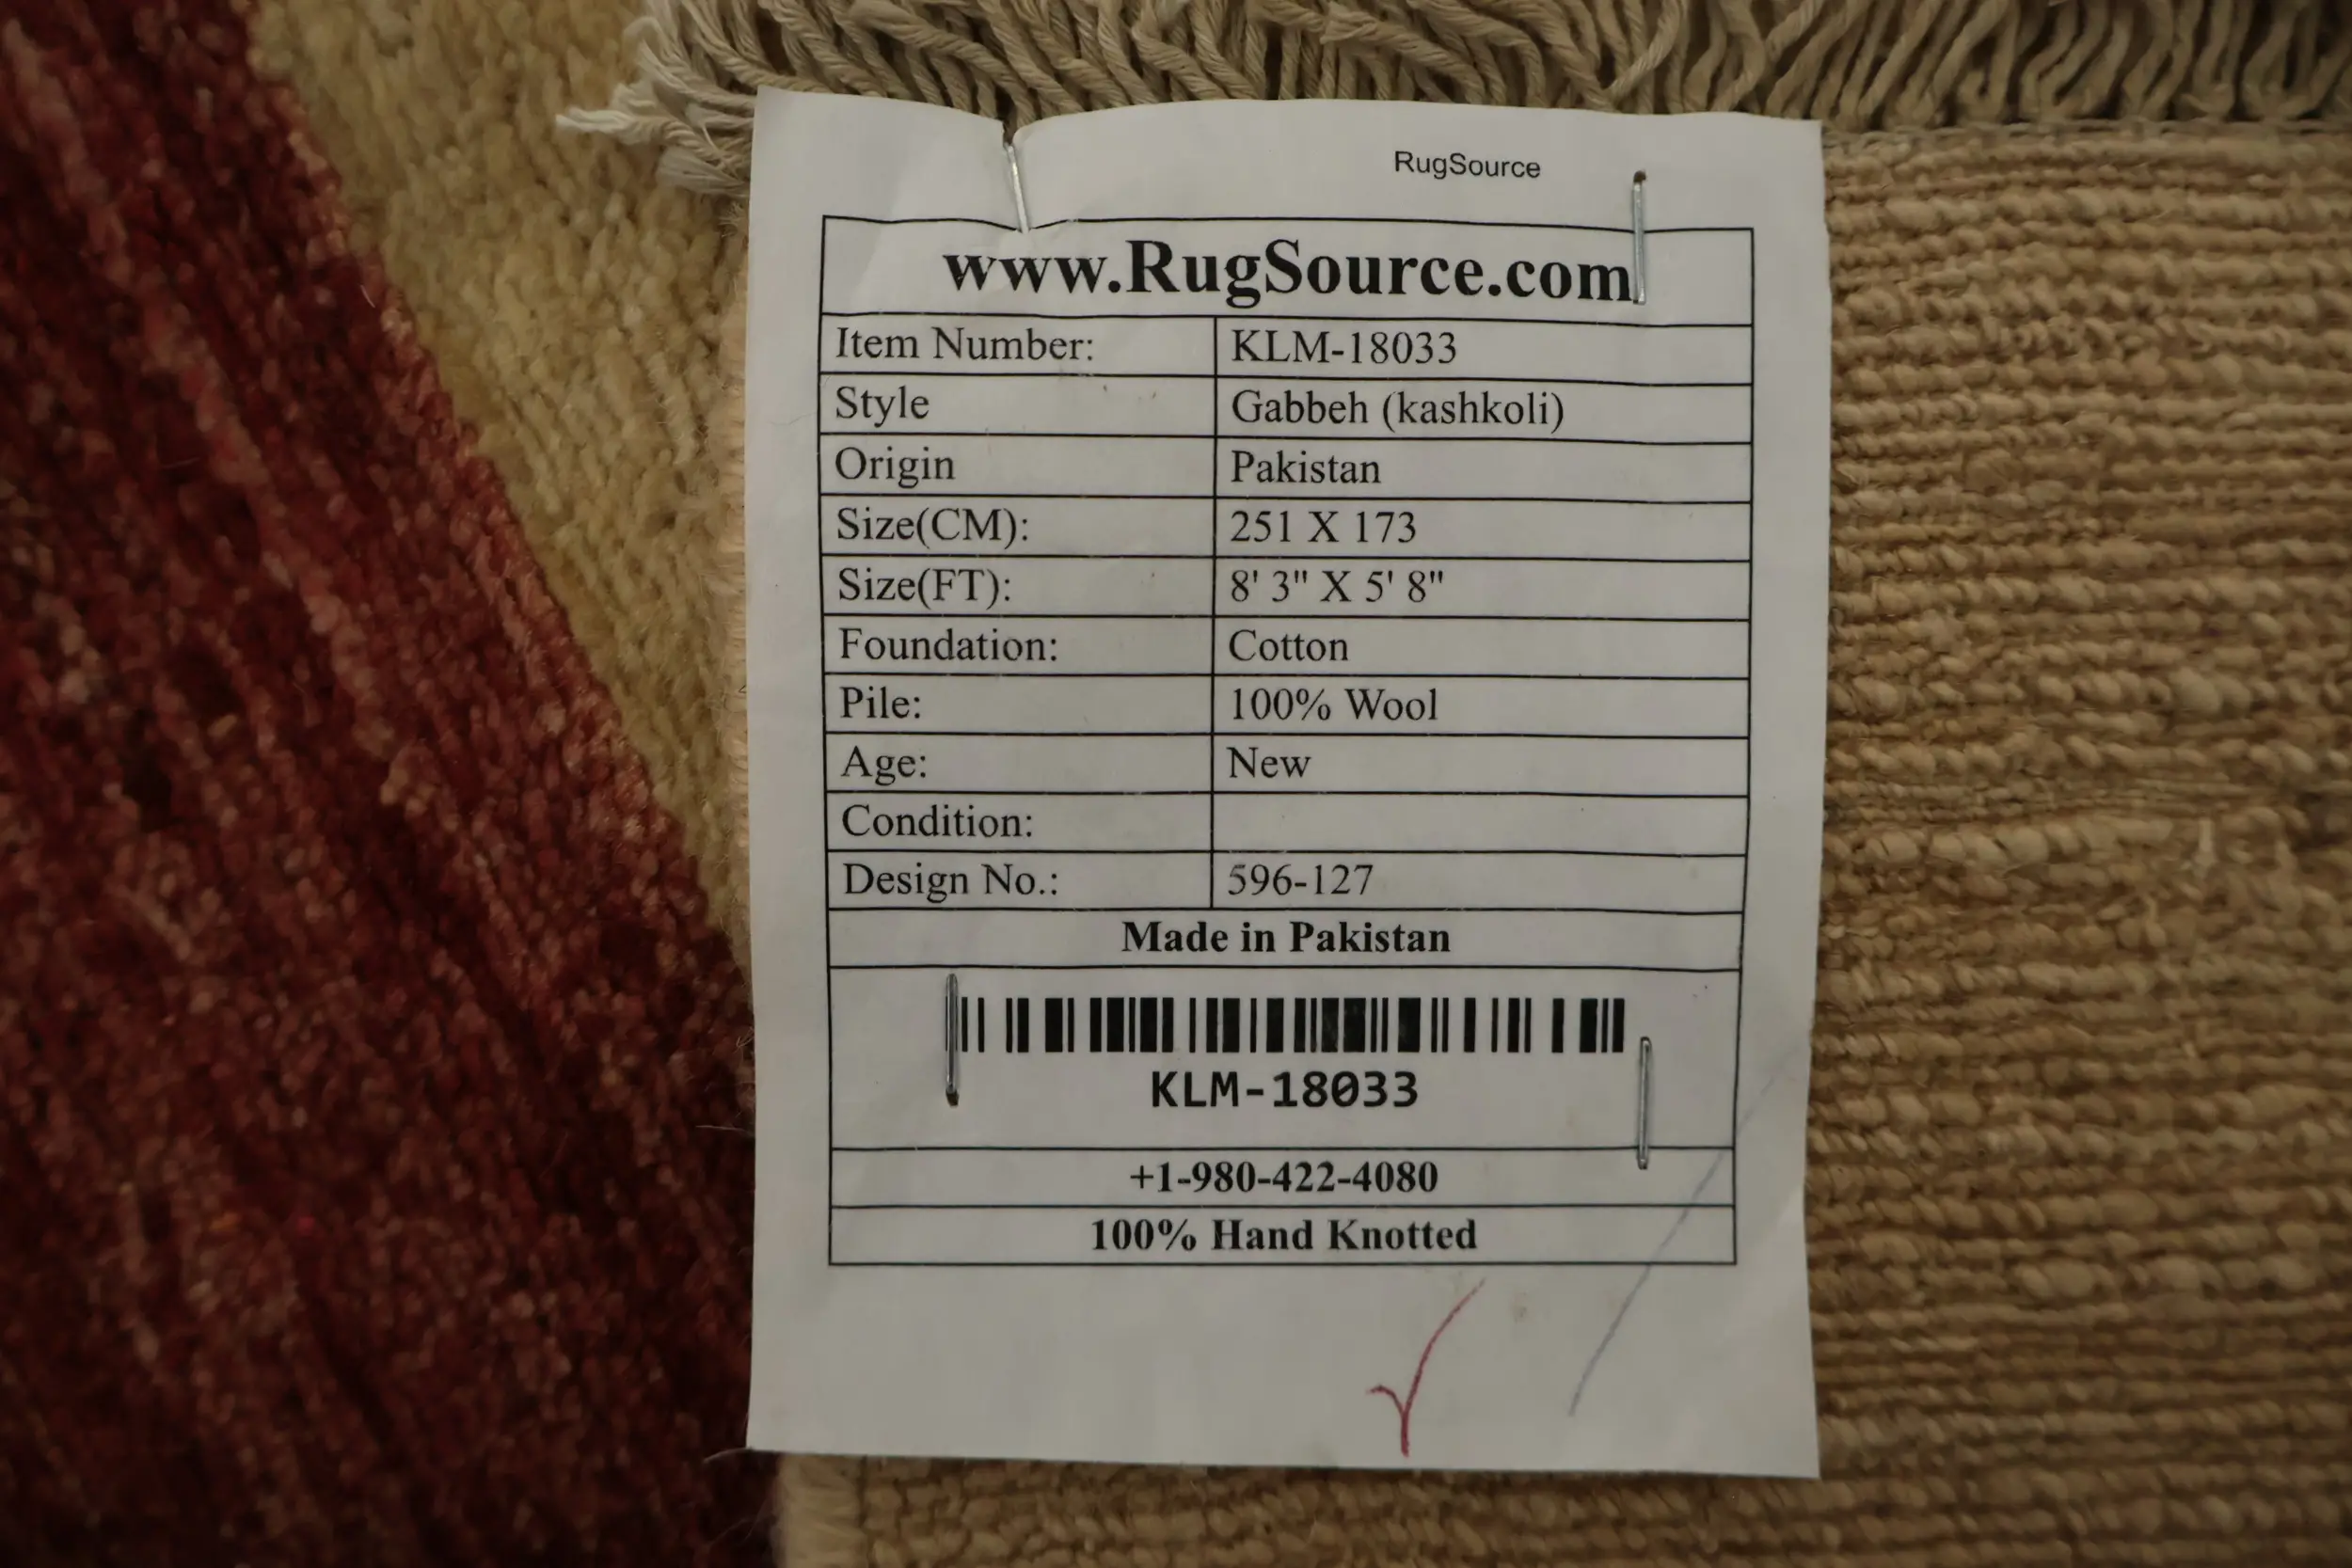 RugSource
www.RugSource.com
Item Number: KLM-18033
Style Gabbeh (kashkoli)
Origin Pakistan
Size(CM): 251 X 173
Size(FT): 8' 3" X 5' 8"
Foundation: Cotton
Pile: 100% Wool
Age: New
Condition:
Design No.: 596-127
Made in Pakistan
KLM-18033
+1-980-422-4080
100% Hand Knotted